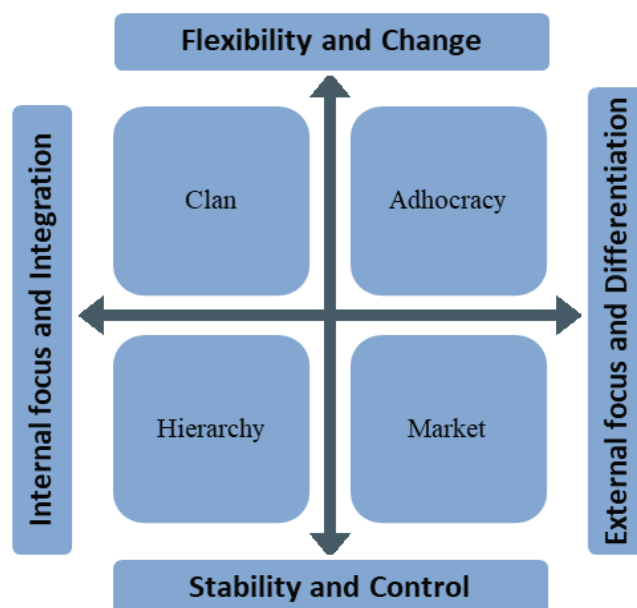 Flexibility and Change
Internal focus and Integration
Clan
Adhocracy
External focus and Differentiation
Hierarchy
Market
Stability and Control